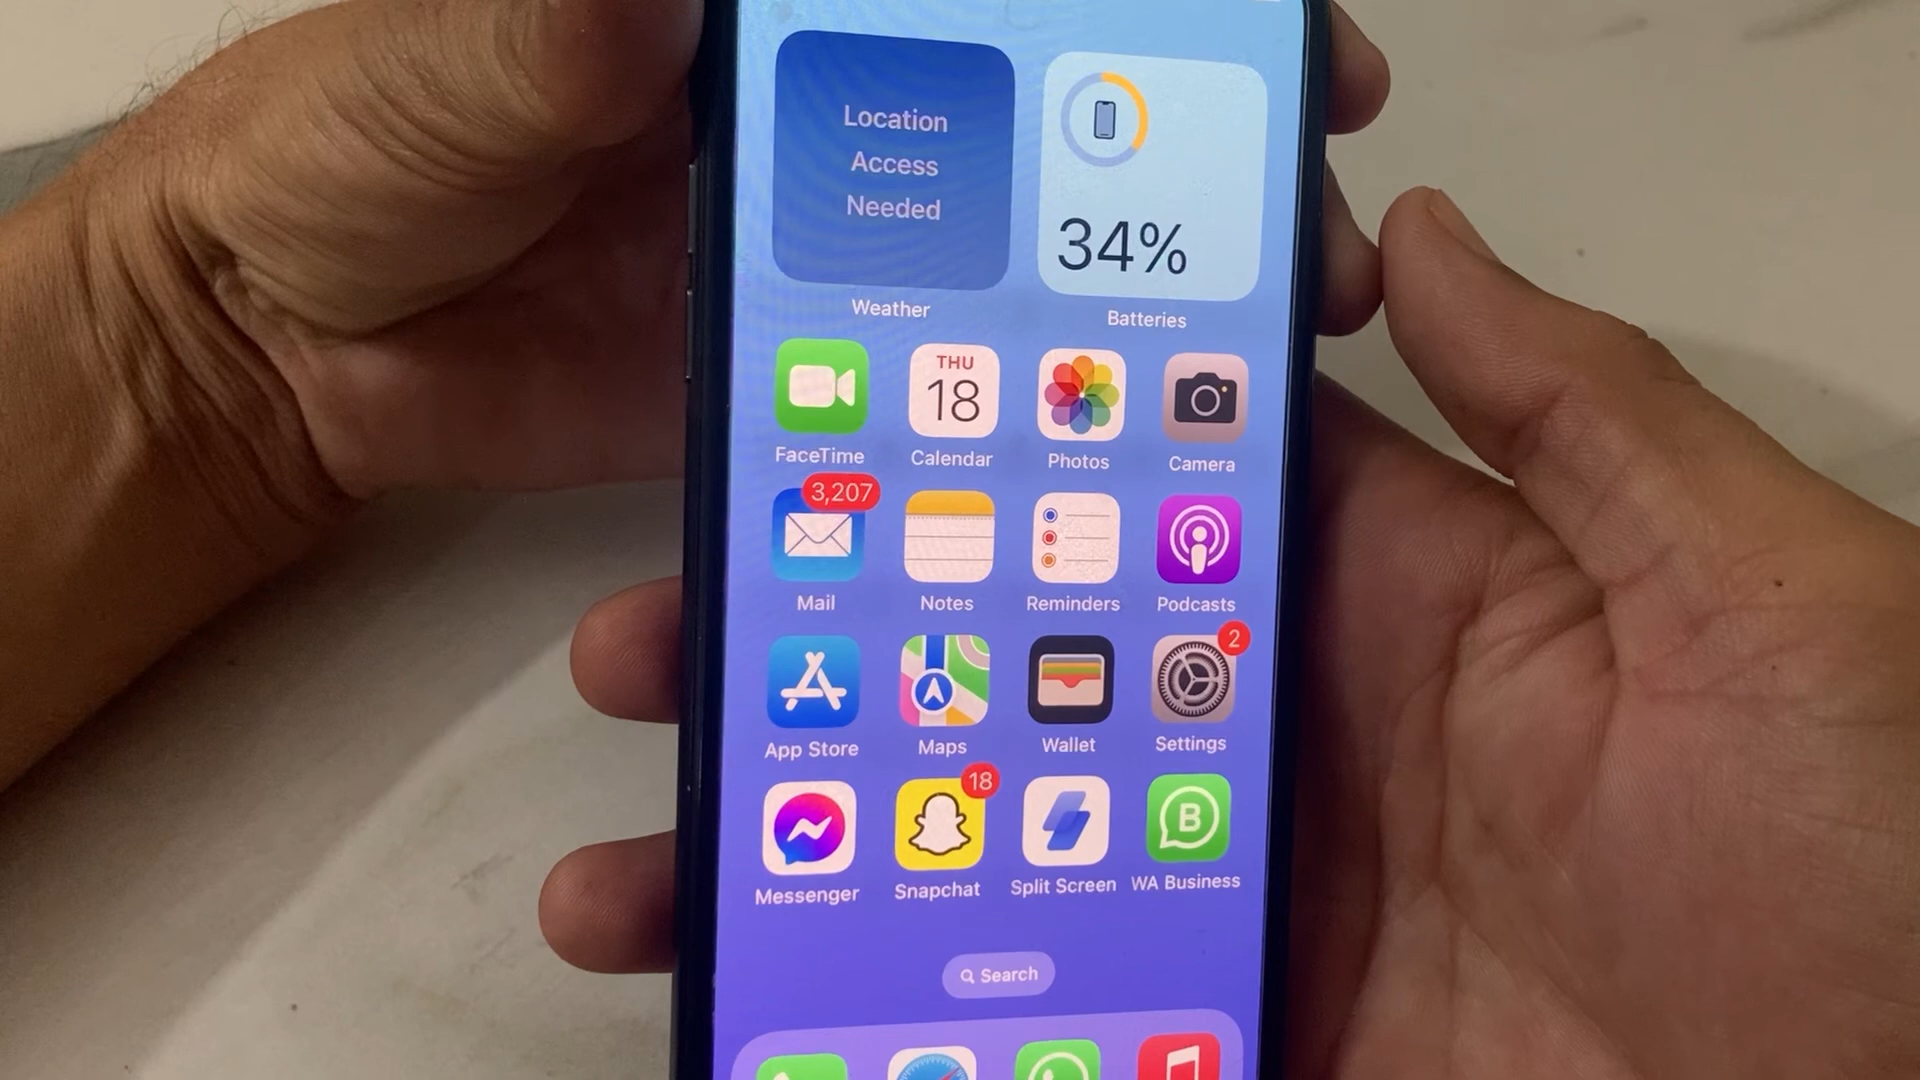 Location
Access
Needed
34%
Weather
Batteries
THU
18
FaceTime
Calendar
Photos
Camera
3,207
Mail
Notes
Reminders
Podcasts
2
App Store
Maps
Wallet
Settings
18
B
Messenger
Snapchat
Split Screen
WA Business
Search